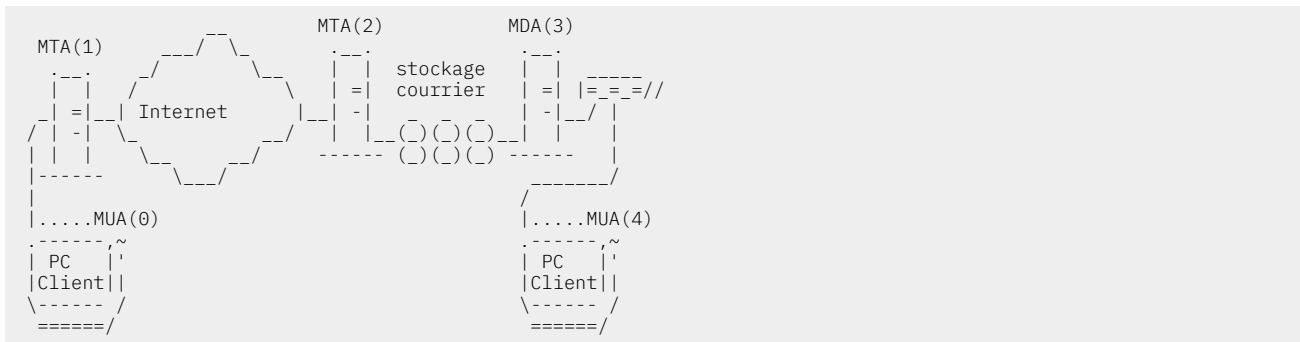 MTA(2) MDA(3)
MTA(1)
stockage
courrier
Internet
.....MUA(0) .....MUA(4)
PC PC
Client Client